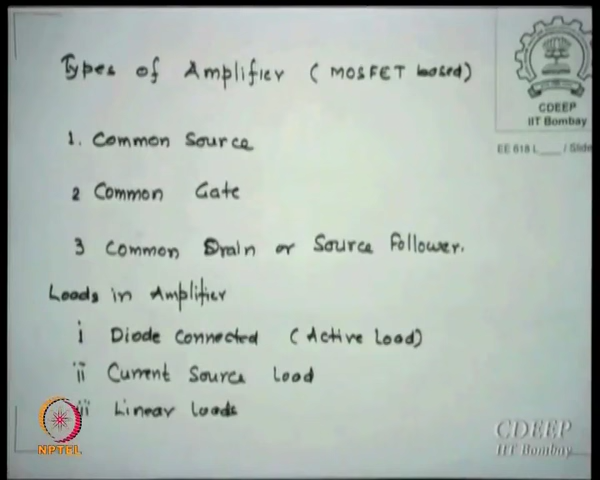 Types of Amplifier ( MOSFET based)
CDEEP
IIT Bombay
EE 618 L___ / Slide
1. Common Source
2 Common Gate
3 Common Drain or Source Follower.
Loads in Amplifier
i Diode Connected (Active Load)
ii Current Source Load
iii Linear Loads
NPTEL
CDEEP
IIT Bombay